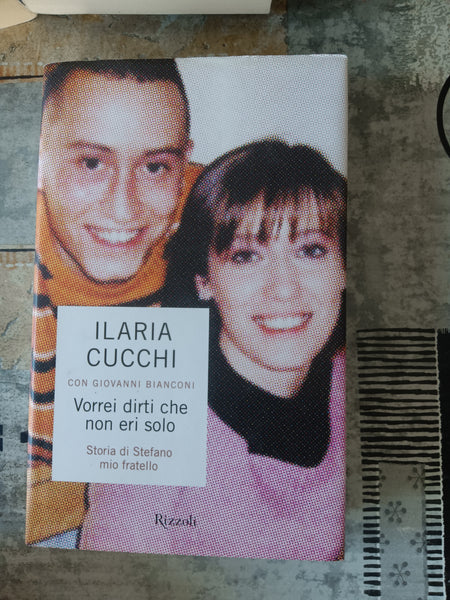 ILARIA
CUCCHI
CON GIOVANNI BIANCONI
Vorrei dirti che
non eri solo
Storia di Stefano
mio fratello
Rizzoli